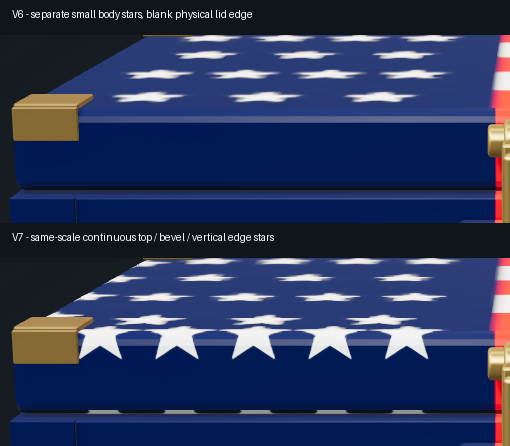 V6 - separate small body stars, blank physical lid edge
V7 - same-scale continuous top / bevel / vertical edge stars